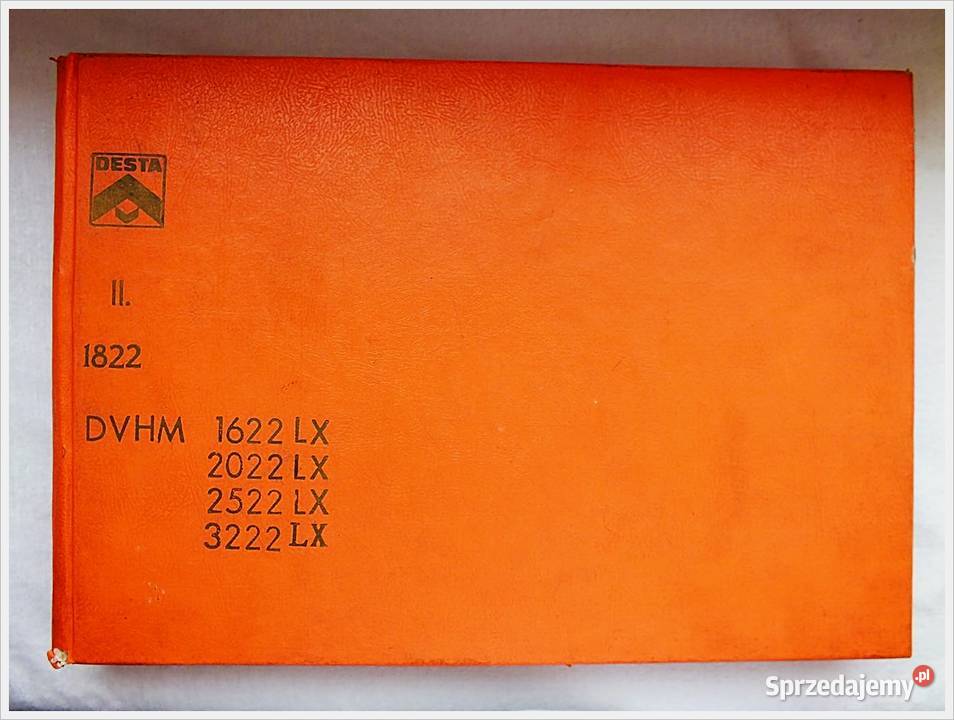 DESTA
II.
1822
DVHM 1622 LX
2022 LX
2522 LX
3222 LX
Sprzedajemy.pl